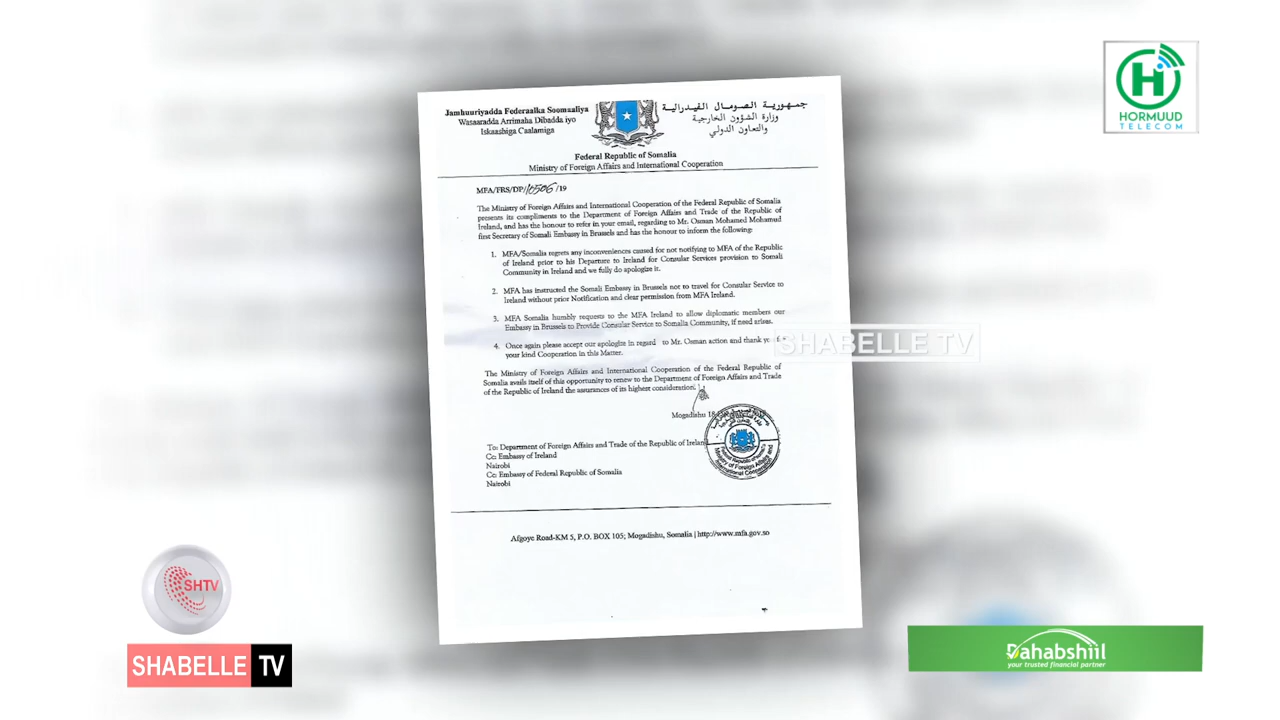 Jamhuuriyadda Federaalka Soomaaliya
Wasaaradda Arrimaha Dibadda iyo
Iskaashiga Caalamiga
جمهورية الصومال الفيدرالية
وزارة الشؤون الخارجية
والتعاون الدولي
Federal Republic of Somalia
Ministry of Foreign Affairs and International Cooperation
MFA/FRS/DP/10506/19
The Ministry of Foreign Affairs and International Cooperation of the Federal Republic of Somalia
presents its compliments to the Department of Foreign Affairs and Trade of the Republic of
Ireland, and has the honour to refer in your email, regarding to Mr. Osman Mohamed Mohamud
first Secretary of Somali Embassy in Brussels and has the honour to inform the following:
1. MFA/Somalia regrets any inconveniences caused for not notifying to MFA of the Republic
of Ireland prior to his Departure to Ireland for Consular Services provision to Somali
Community in Ireland and we fully do apologize it.
2. MFA has instructed the Somali Embassy in Brussels not to travel for Consular Service to
Ireland without prior Notification and clear permission from MFA Ireland.
3. MFA Somalia humbly requests to the MFA Ireland to allow diplomatic members our
Embassy in Brussels to Provide Consular Service to Somalia Community, if need arises.
4. Once again please accept our apologize in regard to Mr. Osman action and thank you
your kind Cooperation in this Matter.
The Ministry of Foreign Affairs and International Cooperation of the Federal Republic of
Somalia avails itself of this opportunity to renew to the Department of Foreign Affairs and Trade
of the Republic of Ireland the assurances of its highest consideration.
Mogadishu 18
Federal Republic of Somalia
Ministry of Foreign Affairs and
International Cooperation
To: Department of Foreign Affairs and Trade of the Republic of Ireland
Cc: Embassy of Ireland
Nairobi
Cc: Embassy of Federal Republic of Somalia
Nairobi
Afgoye Road-KM 5, P.O. BOX 105; Mogadishu, Somalia | http://www.mfa.gov.so
SHABELLE TV
HORMUUD
TELECOM
SHTV
SHABELLE TV
Dahabshiil
your trusted financial partner